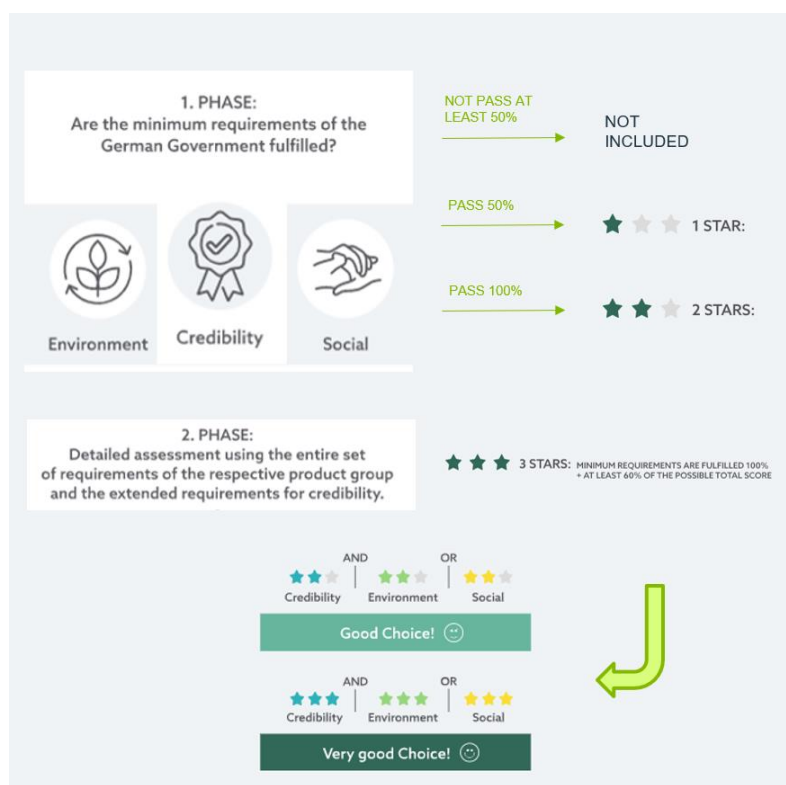 1. PHASE:
Are the minimum requirements of the
German Government fulfilled?
Environment
Credibility
Social
NOT PASS AT
LEAST 50%
NOT
INCLUDED
PASS 50%
1 STAR:
PASS 100%
2 STARS:
2. PHASE:
Detailed assessment using the entire set
of requirements of the respective product group
and the extended requirements for credibility.
3 STARS: MINIMUM REQUIREMENTS ARE FULFILLED 100%
+ AT LEAST 60% OF THE POSSIBLE TOTAL SCORE
AND OR
Credibility Environment Social
Good Choice!
AND OR
Credibility Environment Social
Very good Choice!